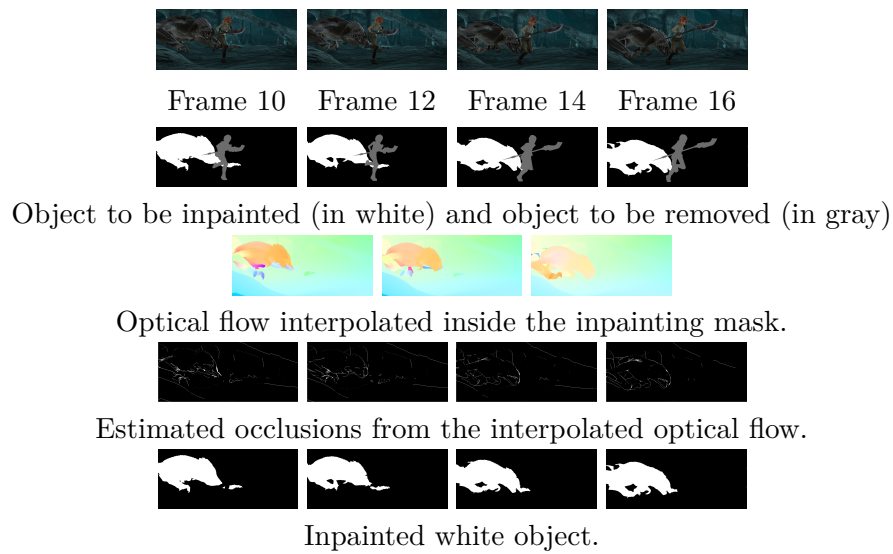 Frame 10 Frame 12 Frame 14 Frame 16
Object to be inpainted (in white) and object to be removed (in gray)
Optical flow interpolated inside the inpainting mask.
Estimated occlusions from the interpolated optical flow.
Inpainted white object.